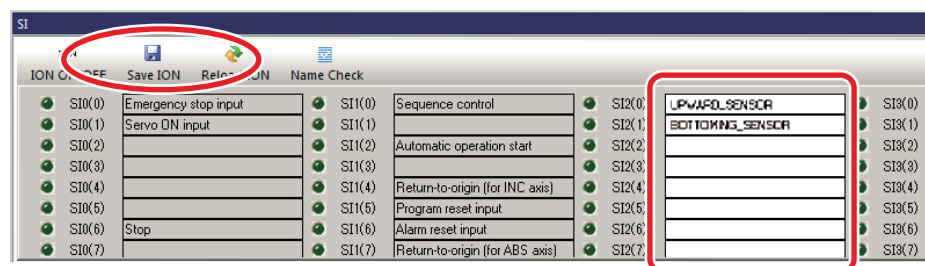 SI
ION ON/OFF Save ION Reload ION Name Check
SI0(0) Emergency stop input SI1(0) Sequence control SI2(0) UPWARD_SENSOR SI3(0)
SI0(1) Servo ON input SI1(1) SI2(1) BOTTOMING_SENSOR SI3(1)
SI0(2) SI1(2) Automatic operation start SI2(2) SI3(2)
SI0(3) SI1(3) SI2(3) SI3(3)
SI0(4) SI1(4) Return-to-origin (for INC axis) SI2(4) SI3(4)
SI0(5) SI1(5) Program reset input SI2(5) SI3(5)
SI0(6) Stop SI1(6) Alarm reset input SI2(6) SI3(6)
SI0(7) SI1(7) Return-to-origin (for ABS axis) SI2(7) SI3(7)